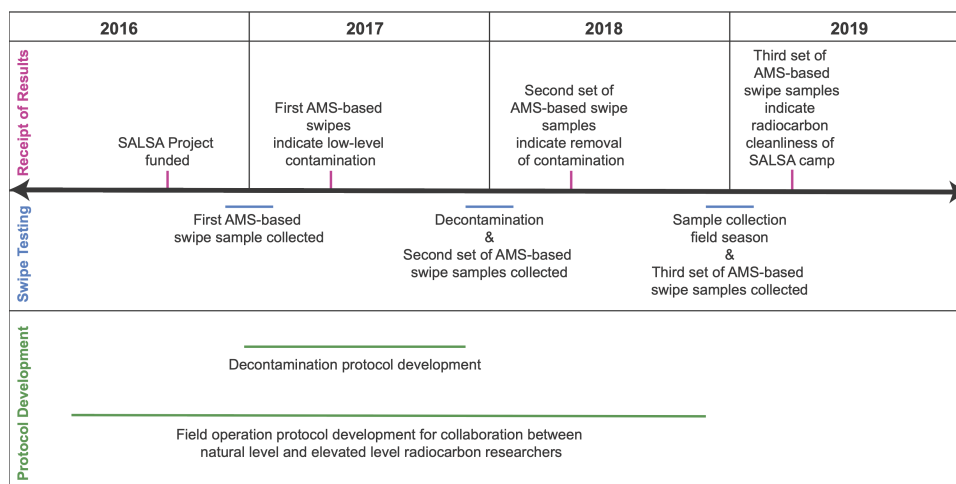 2016
2017
2018
2019
Receipt of Results
SALSA Project
funded
First AMS-based
swipes
indicate low-level
contamination
Second set of
AMS-based swipe
samples
indicate removal
of contamination
Third set of
AMS-based
swipe samples
indicate
radiocarbon
cleanliness of
SALSA camp
Swipe Testing
First AMS-based
swipe sample collected
Decontamination
&
Second set of AMS-based
swipe samples collected
Sample collection
field season
&
Third set of AMS-based
swipe samples collected
Protocol Development
Decontamination protocol development
Field operation protocol development for collaboration between
natural level and elevated level radiocarbon researchers